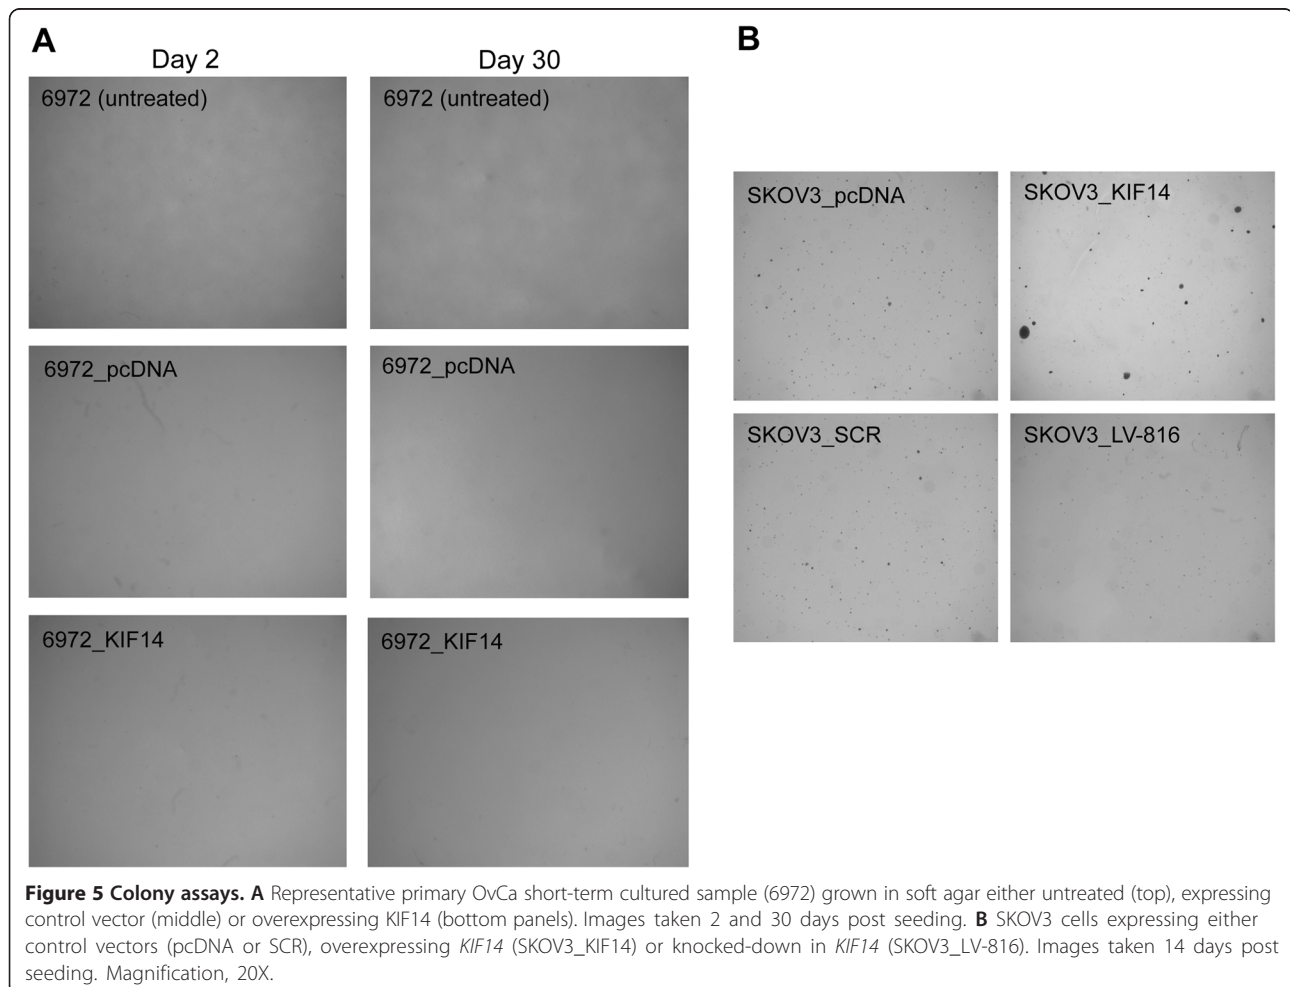 A
Day 2
Day 30
6972 (untreated)
6972 (untreated)
6972_pcDNA
6972_pcDNA
6972_KIF14
6972_KIF14
B
SKOV3_pcDNA
SKOV3_KIF14
SKOV3_SCR
SKOV3_LV-816
Figure 5 Colony assays. A Representative primary OvCa short-term cultured sample (6972) grown in soft agar either untreated (top), expressing
control vector (middle) or overexpressing KIF14 (bottom panels). Images taken 2 and 30 days post seeding. B SKOV3 cells expressing either
control vectors (pcDNA or SCR), overexpressing KIF14 (SKOV3_KIF14) or knocked-down in KIF14 (SKOV3_LV-816). Images taken 14 days post
seeding. Magnification, 20X.